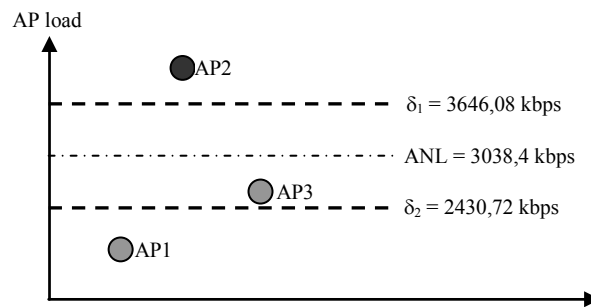 AP load
AP2
δ₁ = 3646,08 kbps
ANL = 3038,4 kbps
AP3
δ₂ = 2430,72 kbps
AP1